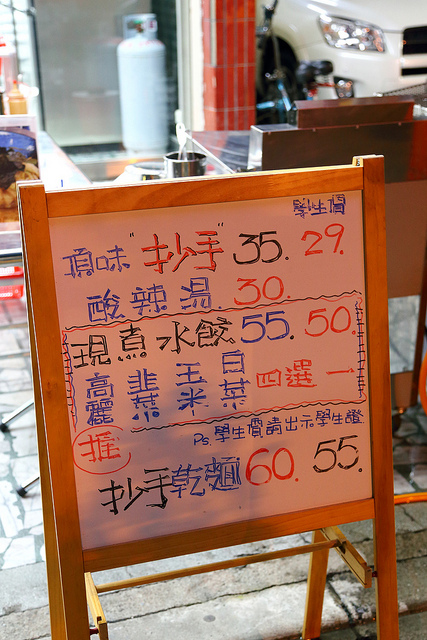 學生價
頂味"抄手"35. 29.
酸辣湯 30.
現煮水餃 55. 50.
高麗 韭菜 玉米 白菜 四選一
Ps.學生價請出示學生證
推
抄手乾麵 60. 55.